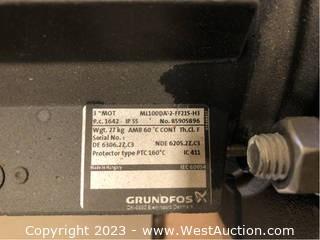 3 ~ MOT ML100DA-2-FF215-H3
P.c. 1642 IP 55 No. 85905896
Wgt. 27 kg AMB 60 °C CONT Th.Cl. F
Serial No.:
DE 6306.2Z.C3 NDE 6205.2Z.C3
Protector type PTC 160°C IC 411
Made in Hungary IEC 60034
GRUNDFOS
Denmark
Copyright 2023 - WestAuction.com